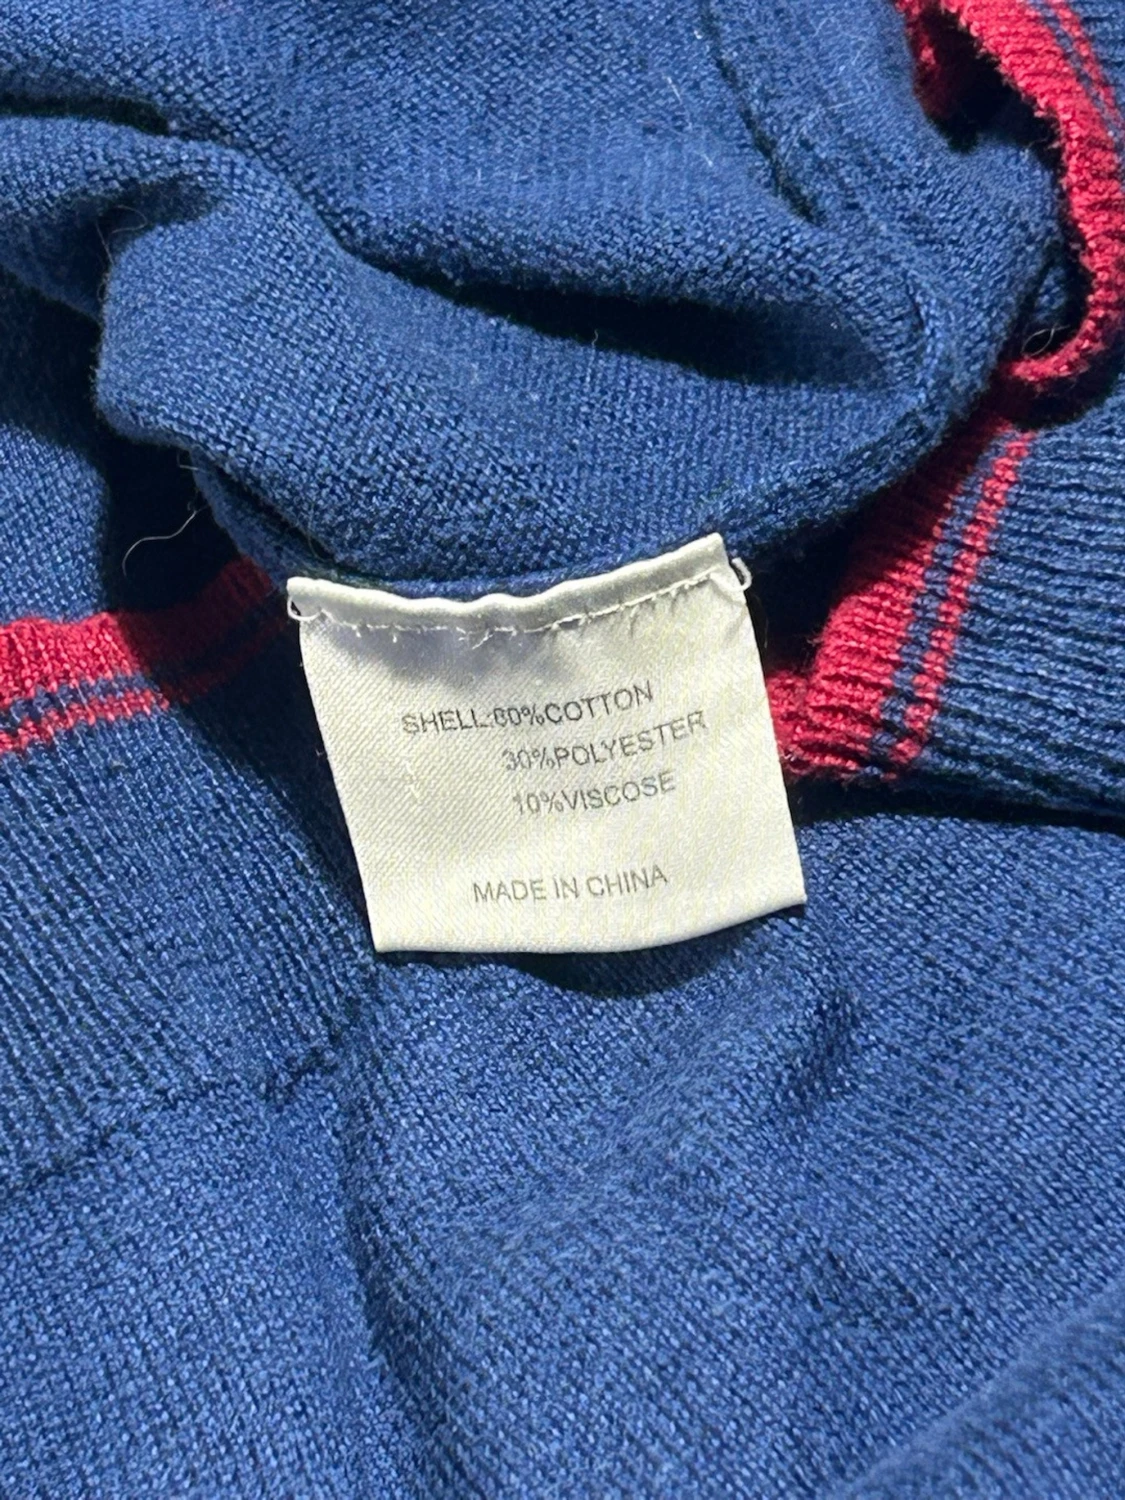 SHELL:60%COTTON
30%POLYESTER
10%VISCOSE
MADE IN CHINA